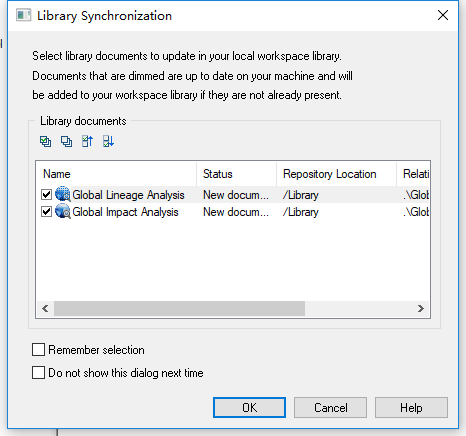 Library Synchronization
Select library documents to update in your local workspace library.
Documents that are dimmed are up to date on your machine and will
be added to your workspace library if they are not already present.
Library documents
Name Status Repository Location Relati
Global Lineage Analysis New docum... /Library .\Glob
Global Impact Analysis New docum... /Library .\Glob
Remember selection
Do not show this dialog next time
OK Cancel Help